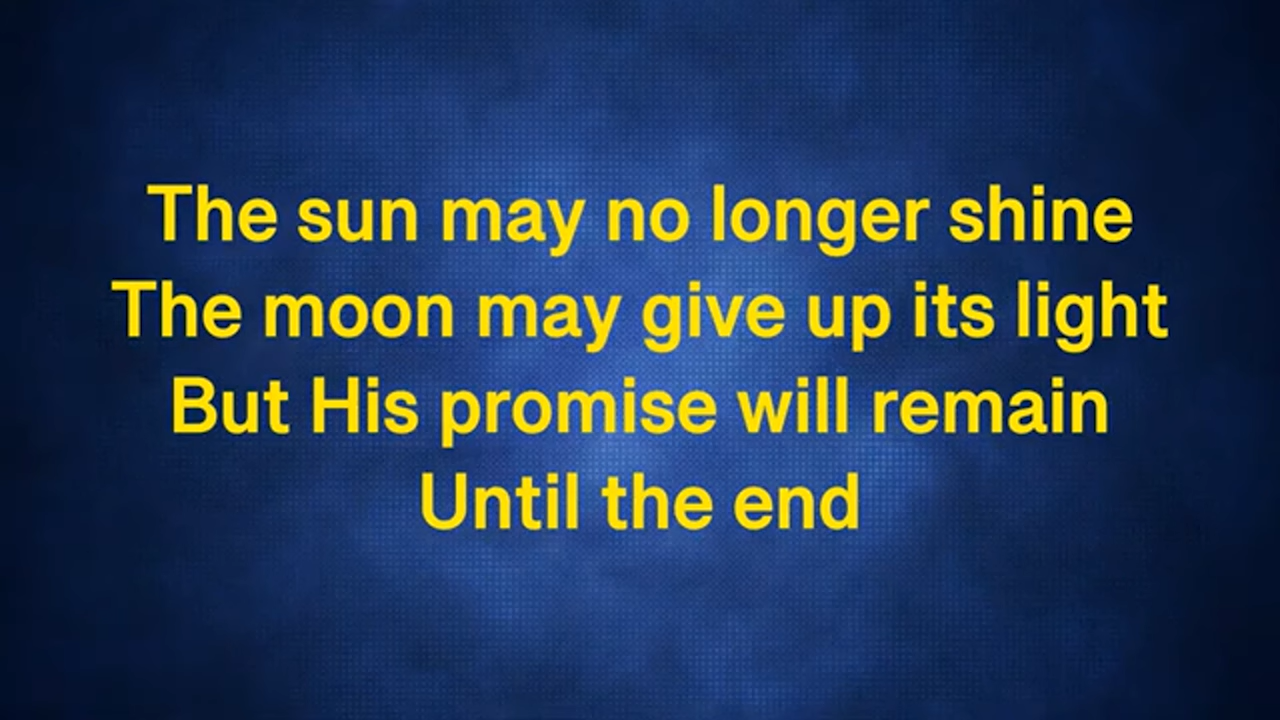 The sun may no longer shine
The moon may give up its light
But His promise will remain
Until the end